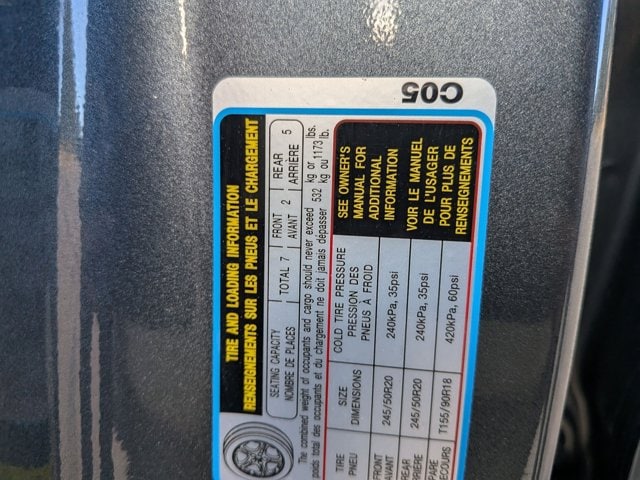 C05
TIRE AND LOADING INFORMATION
RENSEIGNEMENTS SUR LES PNEUS ET LE CHARGEMENT
SEATING CAPACITY TOTAL 7 FRONT 2 REAR 5
NOMBRE DE PLACES AVANT ARRIÈRE
The combined weight of occupants and cargo should never exceed 532 kg or 1173 lbs.
poids total des occupants et du chargement ne doit jamais dépasser kg ou lb.
TIRE SIZE COLD TIRE PRESSURE
PNEU DIMENSIONS PRESSION DES
PNEUS À FROID
FRONT 245/50R20 240kPa, 35psi
AVANT
REAR 245/50R20 240kPa, 35psi
RRIÈRE
PARE T155/90R18 420kPa, 60psi
SECOURS
SEE OWNER'S
MANUAL FOR
ADDITIONAL
INFORMATION
VOIR LE MANUEL
DE L'USAGER
POUR PLUS DE
RENSEIGNEMENTS